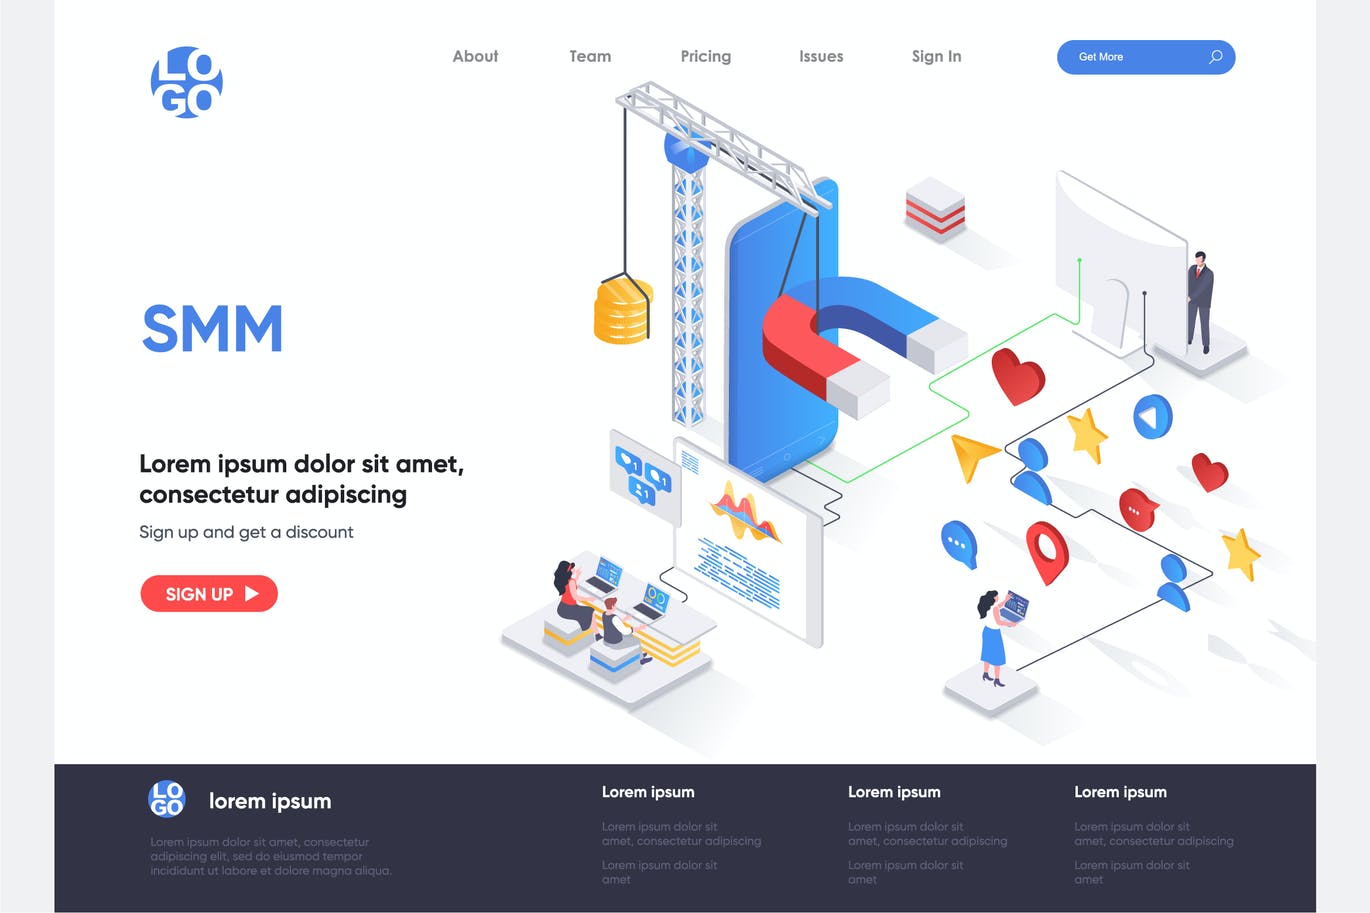 LO
GO
About
Team
Pricing
Issues
Sign In
Get More
SMM
Lorem ipsum dolor sit amet,
consectetur adipiscing
Sign up and get a discount
SIGN UP
1
1
1
LO
GO
lorem ipsum
Lorem ipsum dolor sit amet, consectetur
adipiscing elit, sed do eiusmod tempor
incididunt ut labore et dolore magna aliqua.
Lorem ipsum
Lorem ipsum dolor sit
amet, consectetur adipiscing
Lorem ipsum dolor sit
amet
Lorem ipsum
Lorem ipsum dolor sit
amet, consectetur adipiscing
Lorem ipsum dolor sit
amet
Lorem ipsum
Lorem ipsum dolor sit
amet, consectetur adipiscing
Lorem ipsum dolor sit
amet